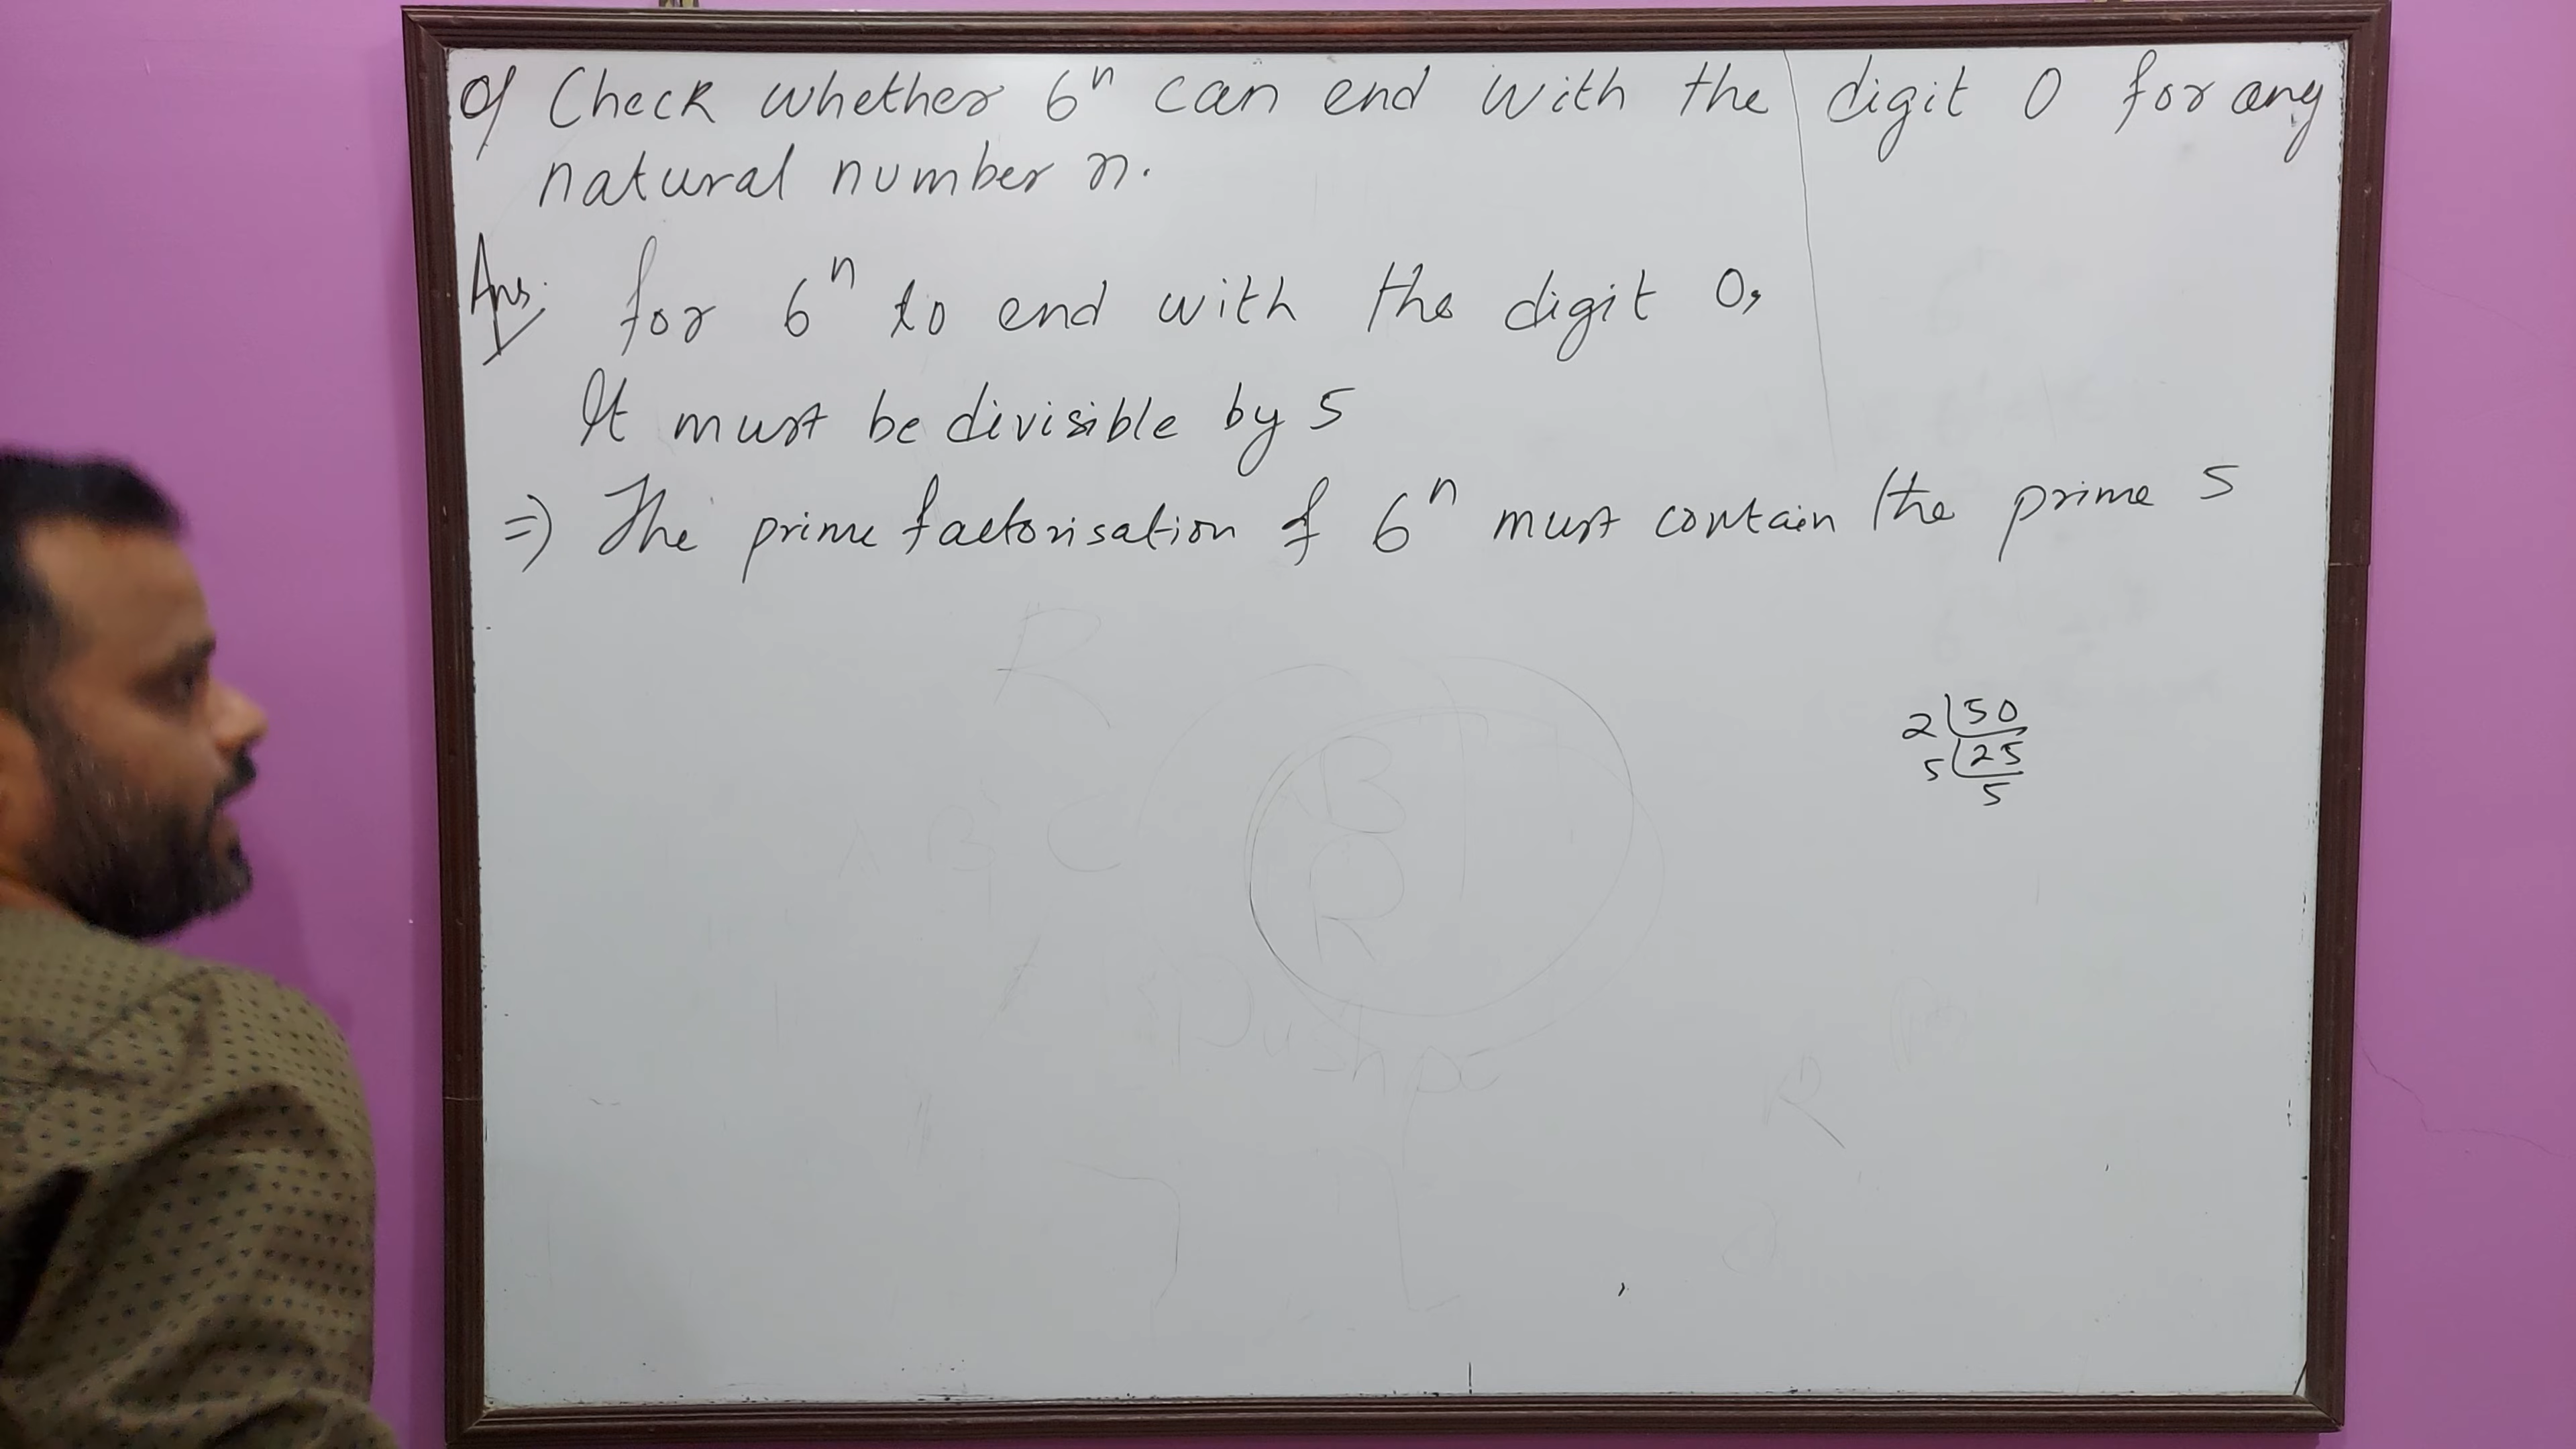 Q Check whether 6ⁿ can end with the digit 0 for any
natural number n.
Ans. for 6ⁿ to end with the digit 0,
It must be divisible by 5
⇒ The prime factorisation of 6ⁿ must contain the prime 5
2 50
5 25
5
R
B
A B C
R
Pushpa
R